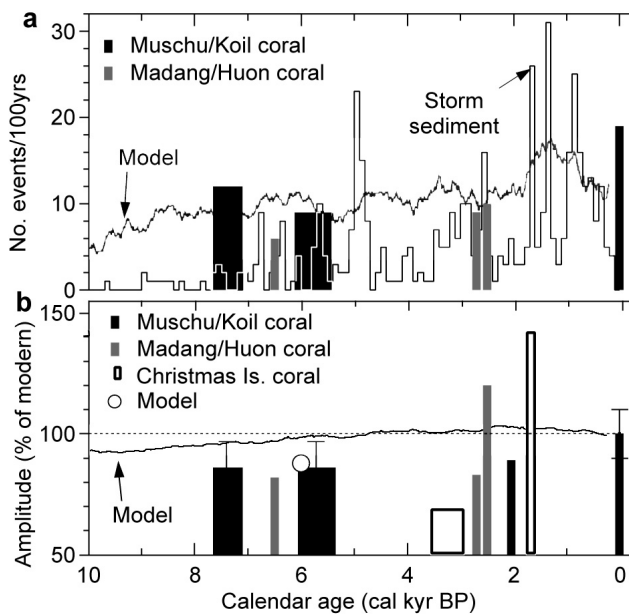 a
30
20
10
0
No. events/100yrs
Muschu/Koil coral
Madang/Huon coral
Storm
sediment
Model
b
150
100
50
Amplitude (% of modern)
Muschu/Koil coral
Madang/Huon coral
Christmas Is. coral
Model
Model
10 8 6 4 2 0
Calendar age (cal kyr BP)